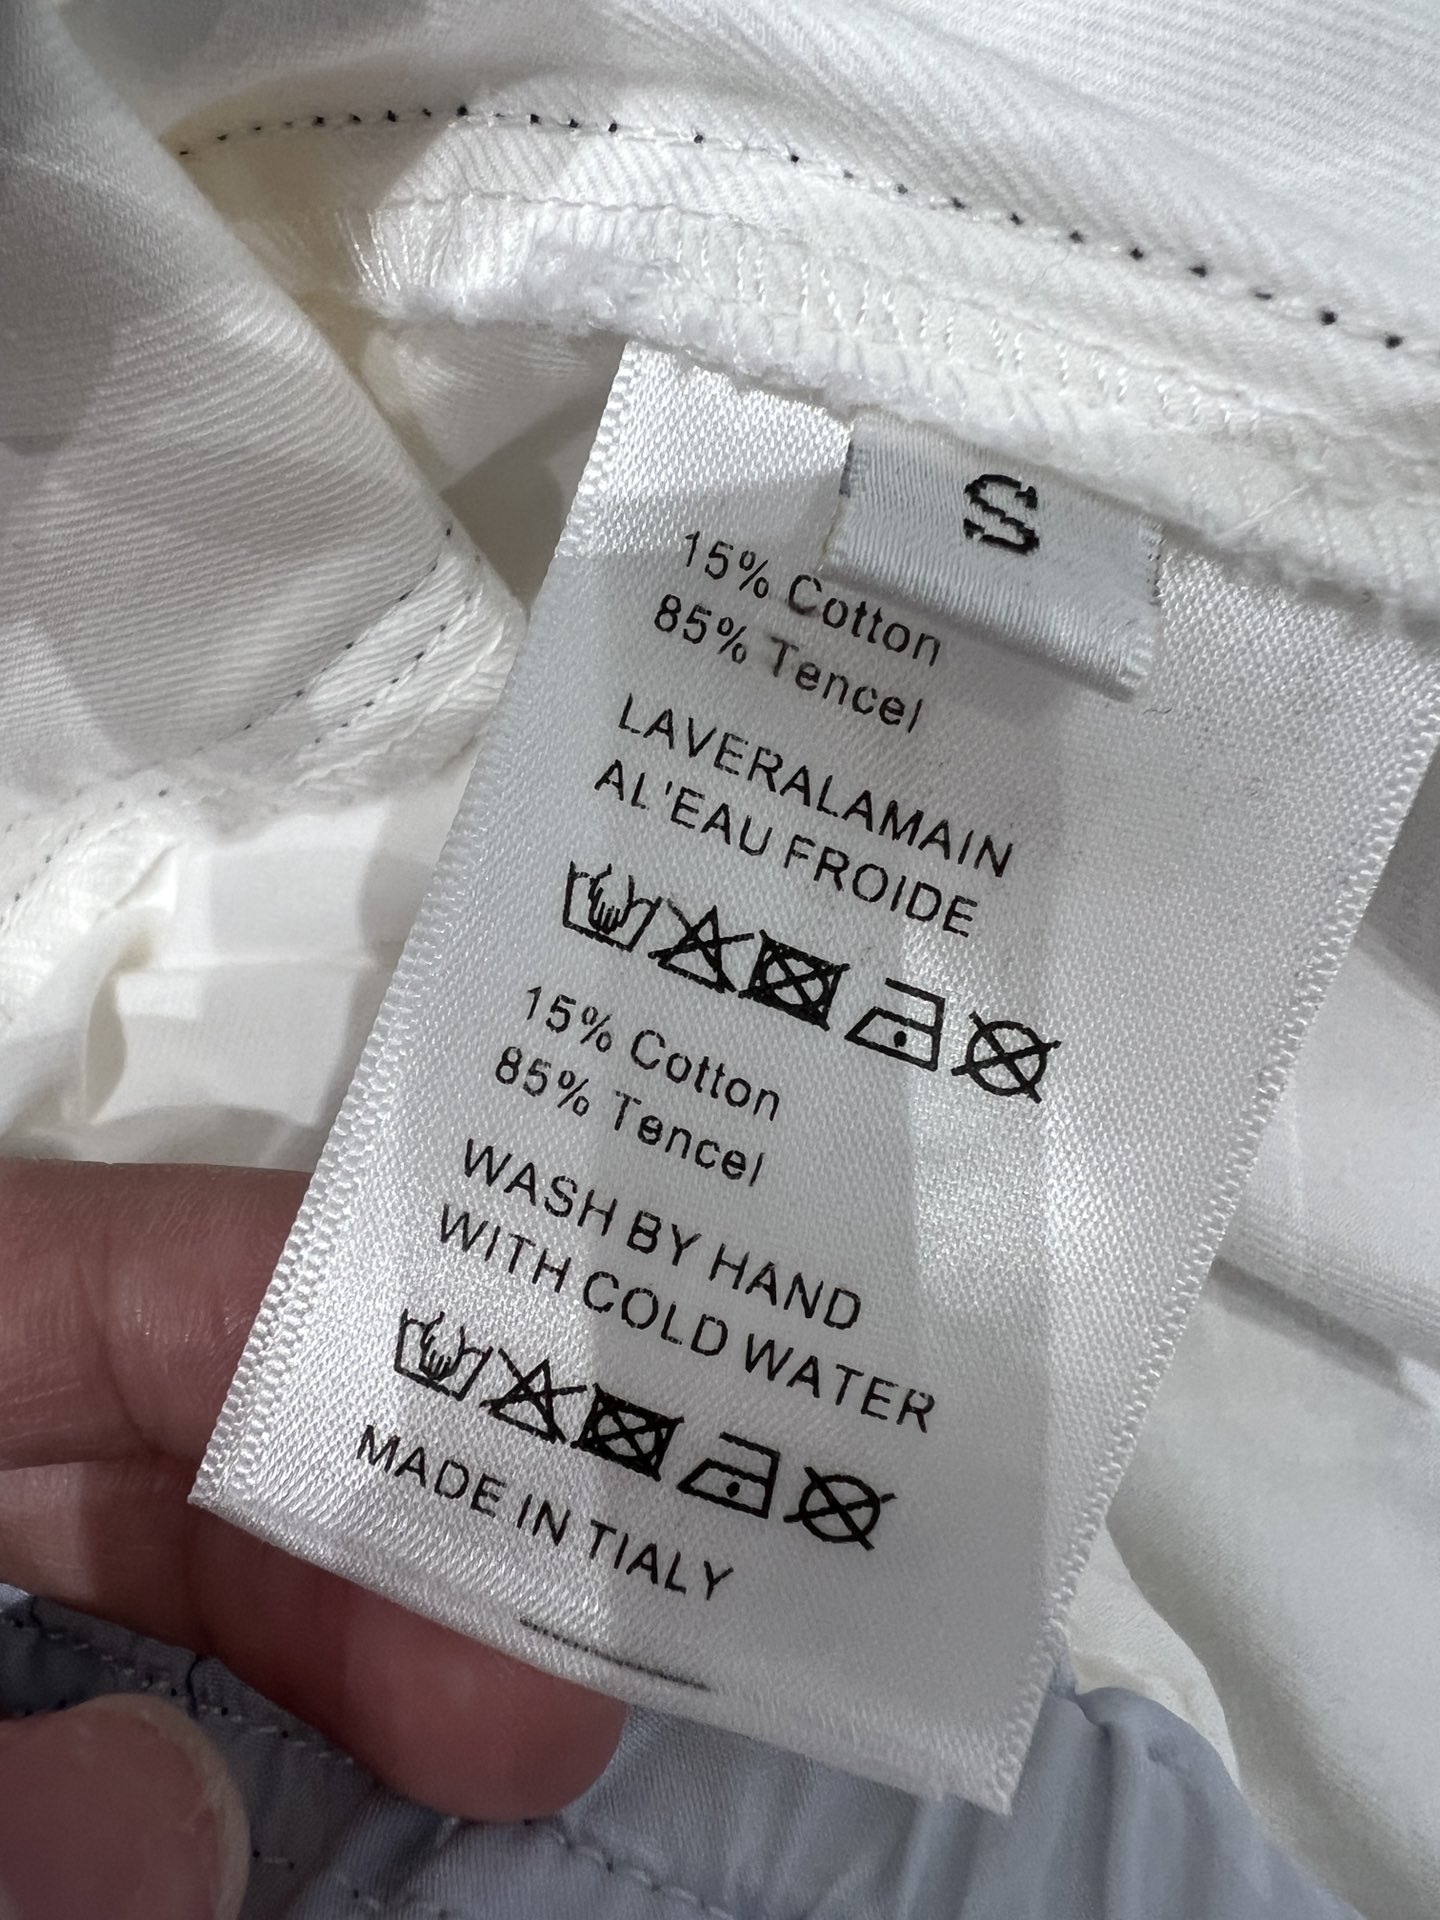 S
15% Cotton
85% Tencel
LAVERALAMAIN
AL'EAU FROIDE
15% Cotton
85% Tencel
WASH BY HAND
WITH COLD WATER
MADE IN TIALY